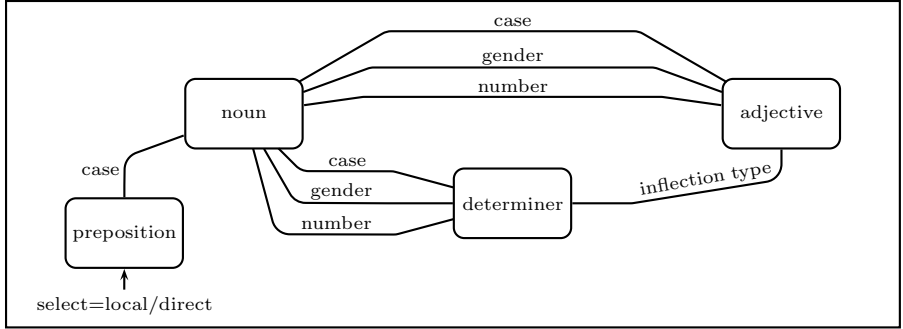 case
gender
number
noun
adjective
case
case
gender
inflection type
number
determiner
preposition
select=local/direct